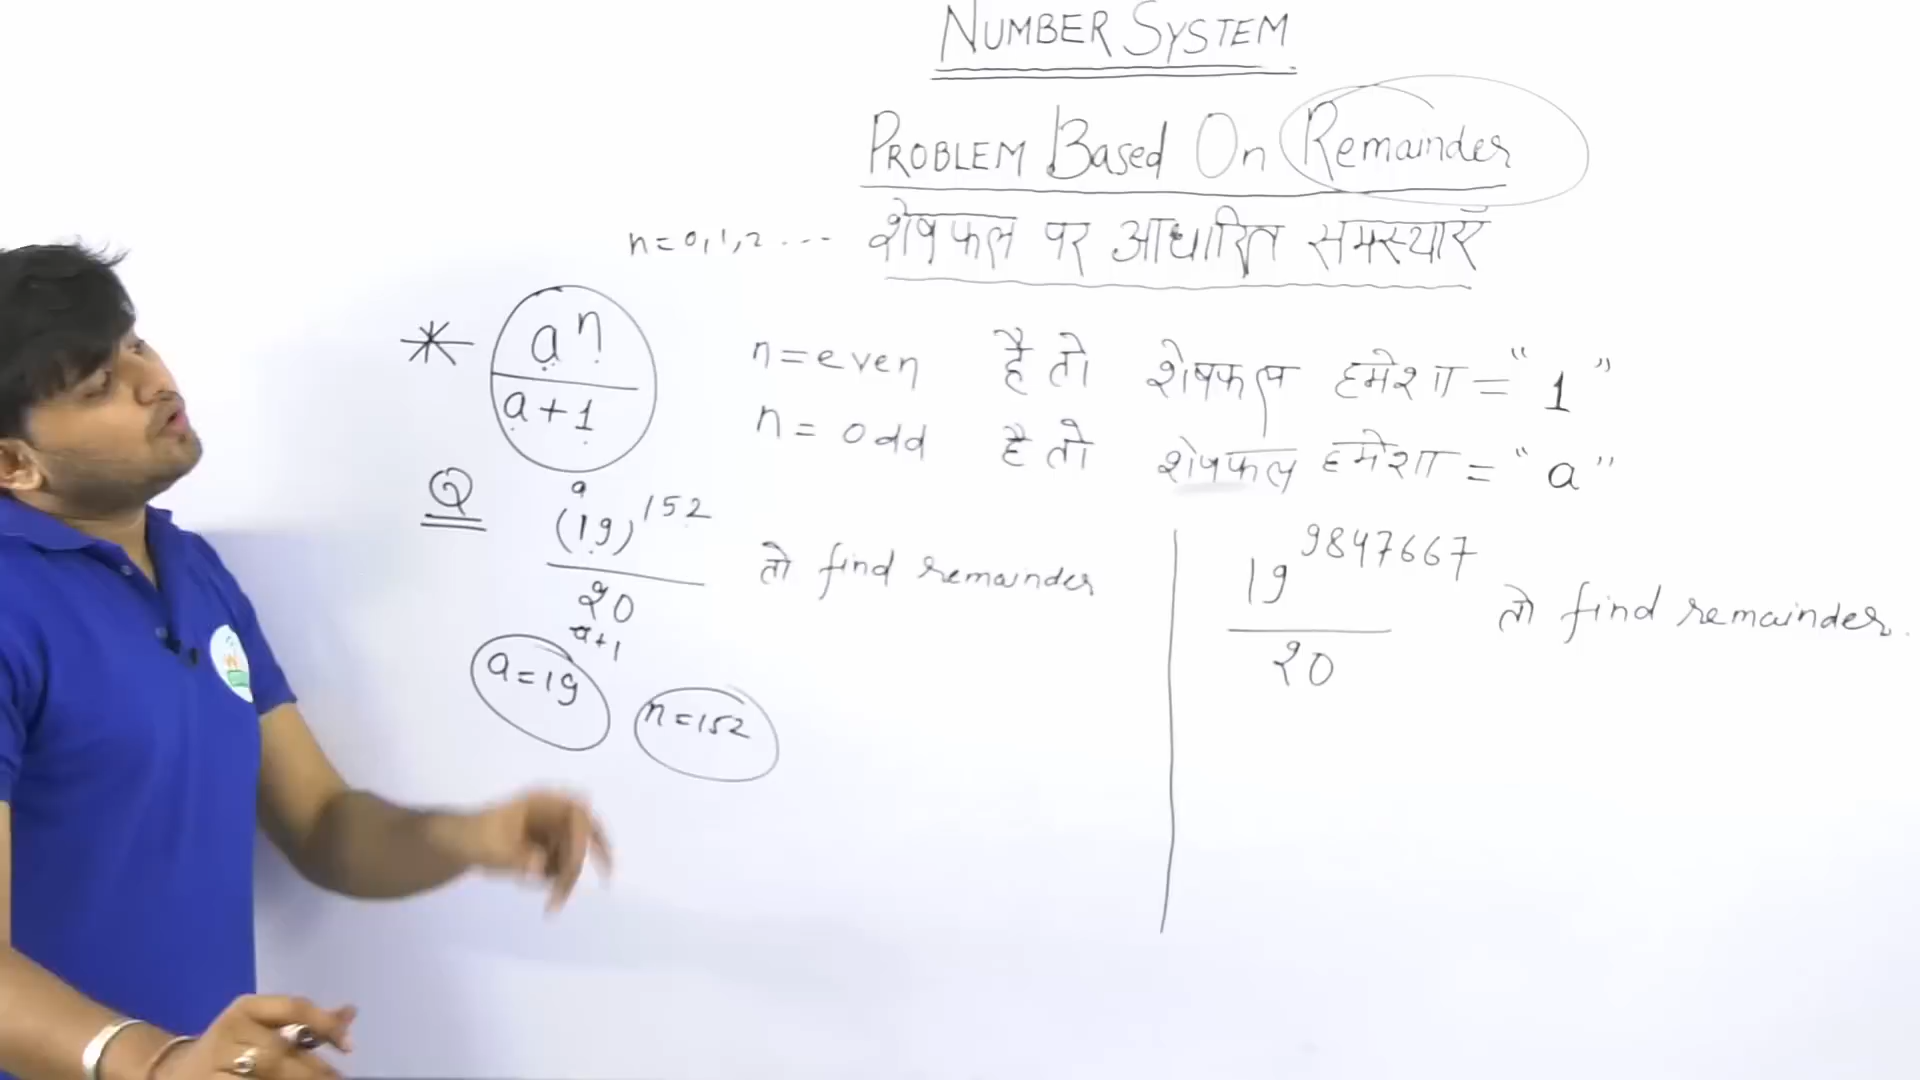 NUMBER SYSTEM
PROBLEM Based On Remainder
शेषफल पर आधारित समस्याएँ
n=0,1,2 ...
* a^n / a+1
n=even है तो शेषफल हमेशा = "1"
n= odd है तो शेषफल हमेशा = "a"
Q
a
(19)^152 / 20 तो find remainder
a+1
a=19
n=152
19^9847667 / 20 तो find remainder.